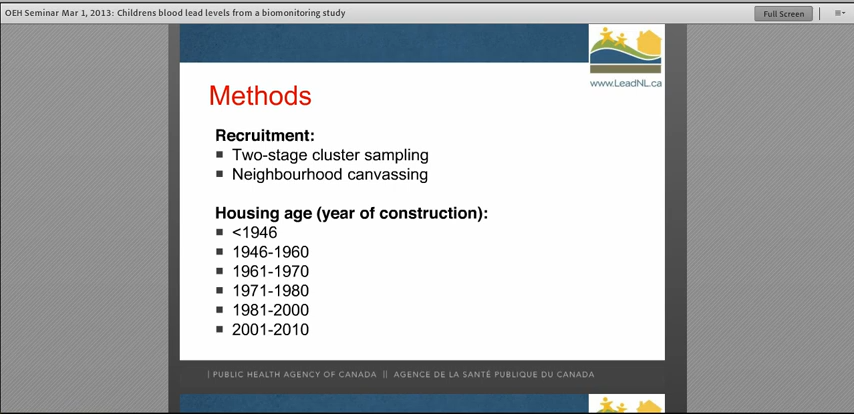 OEH Seminar Mar 1, 2013: Childrens blood lead levels from a biomonitoring study
Full Screen
www.LeadNL.ca
Methods
Recruitment:
Two-stage cluster sampling
Neighbourhood canvassing
Housing age (year of construction):
<1946
1946-1960
1961-1970
1971-1980
1981-2000
2001-2010
PUBLIC HEALTH AGENCY OF CANADA || AGENCE DE LA SANTÉ PUBLIQUE DU CANADA